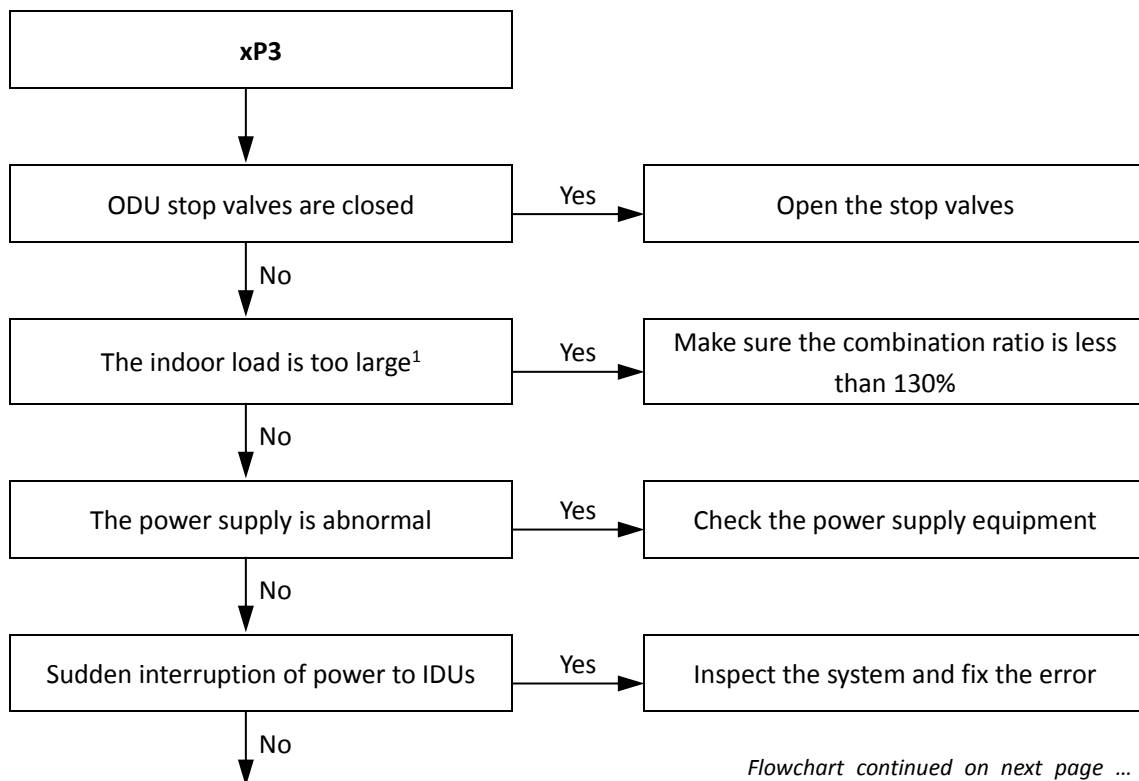 xP3
ODU stop valves are closed
Yes
Open the stop valves
No
The indoor load is too large¹
Yes
Make sure the combination ratio is less
than 130%
No
The power supply is abnormal
Yes
Check the power supply equipment
No
Sudden interruption of power to IDUs
Yes
Inspect the system and fix the error
No
Flowchart continued on next page …